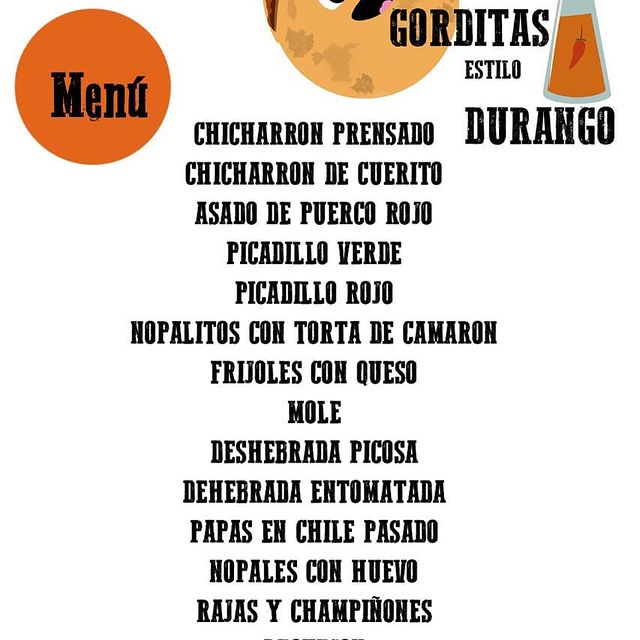 GORDITAS
ESTILO
DURANGO
Menú
CHICHARRON PRENSADO
CHICHARRON DE CUERITO
ASADO DE PUERCO ROJO
PICADILLO VERDE
PICADILLO ROJO
NOPALITOS CON TORTA DE CAMARON
FRIJOLES CON QUESO
MOLE
DESHEBRADA PICOSA
DEHEBRADA ENTOMATADA
PAPAS EN CHILE PASADO
NOPALES CON HUEVO
RAJAS Y CHAMPIÑONES